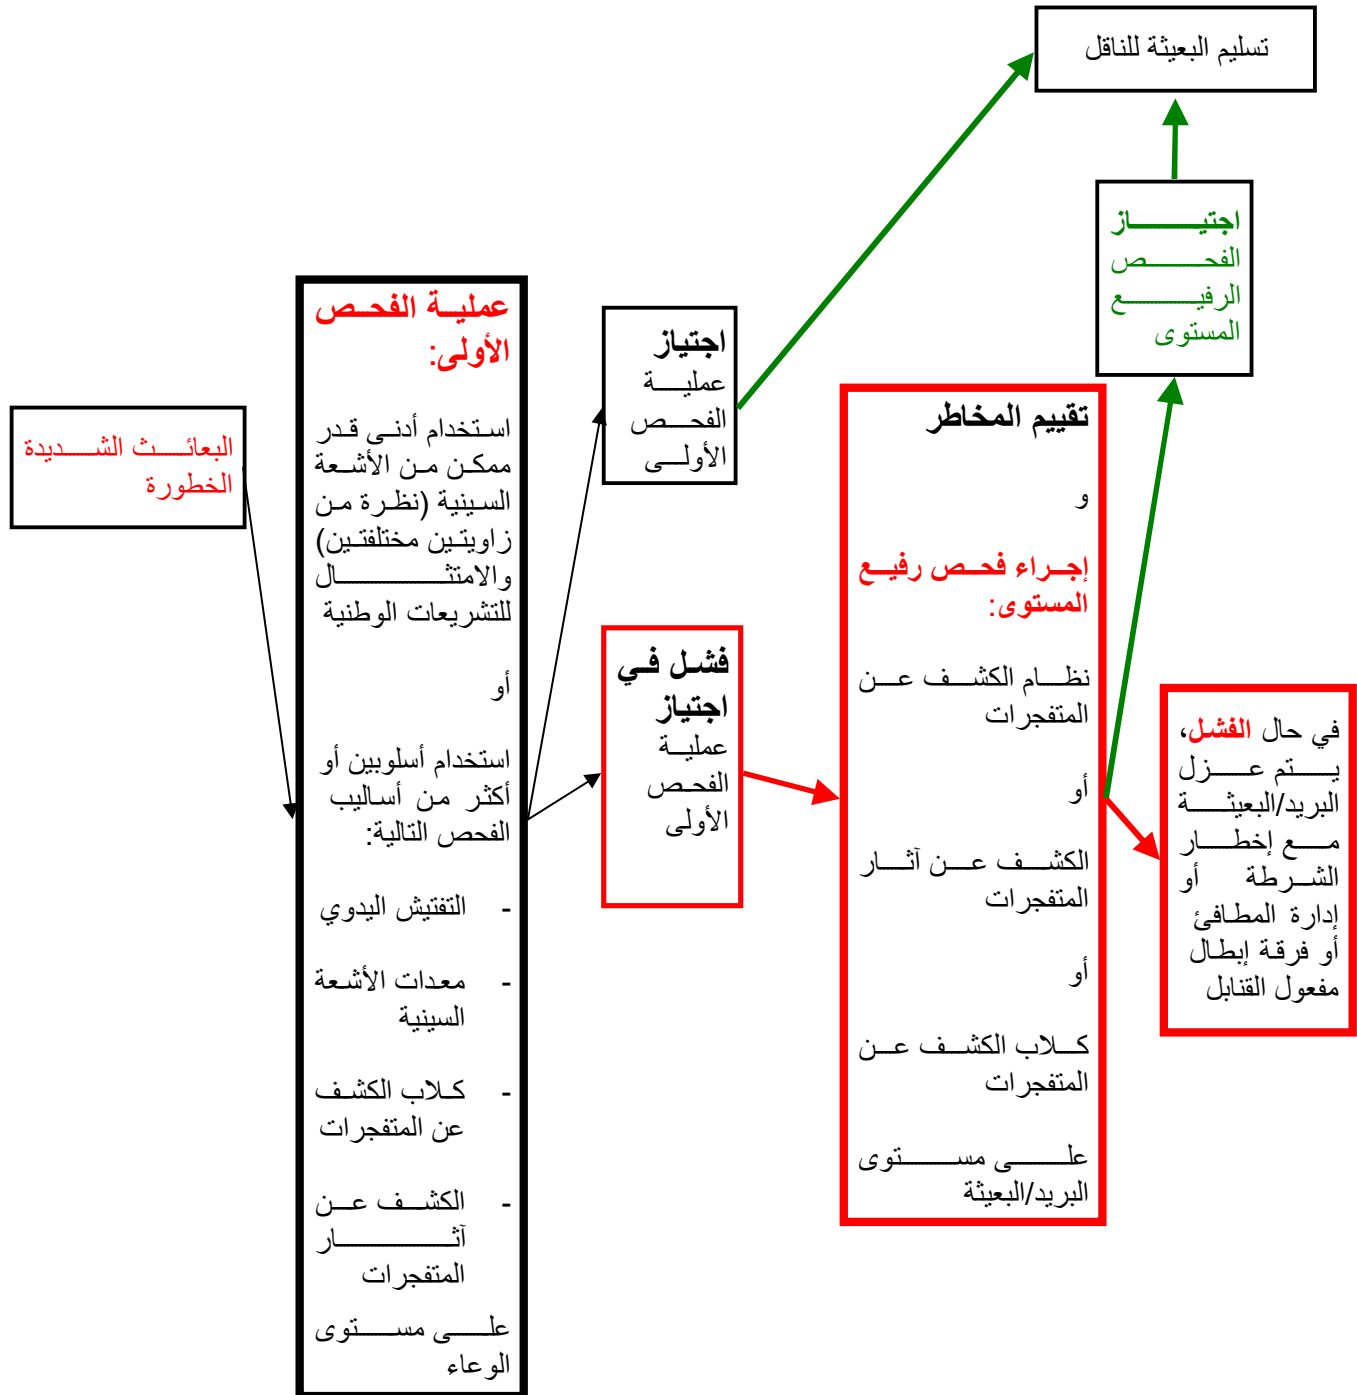 تسليم البعيثة للناقل
اجتياز
الفحص
الرفيع
المستوى
عملية الفحص
الأولى:
استخدام أدنى قدر
ممكن من الأشعة
السينية (نظرة من
زاويتين مختلفتين)
والامتثال
للتشريعات الوطنية
أو
استخدام أسلوبين أو
أكثر من أساليب
الفحص التالية:
- التفتيش اليدوي
- معدات الأشعة
السينية
- كلاب الكشف
عن المتفجرات
- الكشف عن
آثار
المتفجرات
على مستوى
الوعاء
اجتياز
عملية
الفحص
الأولى
البعائث الشديدة
الخطورة
فشل في
اجتياز
عملية
الفحص
الأولى
تقييم المخاطر
و
إجراء فحص رفيع
المستوى:
نظام الكشف عن
المتفجرات
أو
الكشف عن آثار
المتفجرات
أو
كلاب الكشف عن
المتفجرات
على مستوى
البريد/البعيثة
في حال الفشل،
يتم عزل
البريد/البعيثة
مع إخطار
الشرطة أو
إدارة المطافئ
أو فرقة إبطال
مفعول القنابل